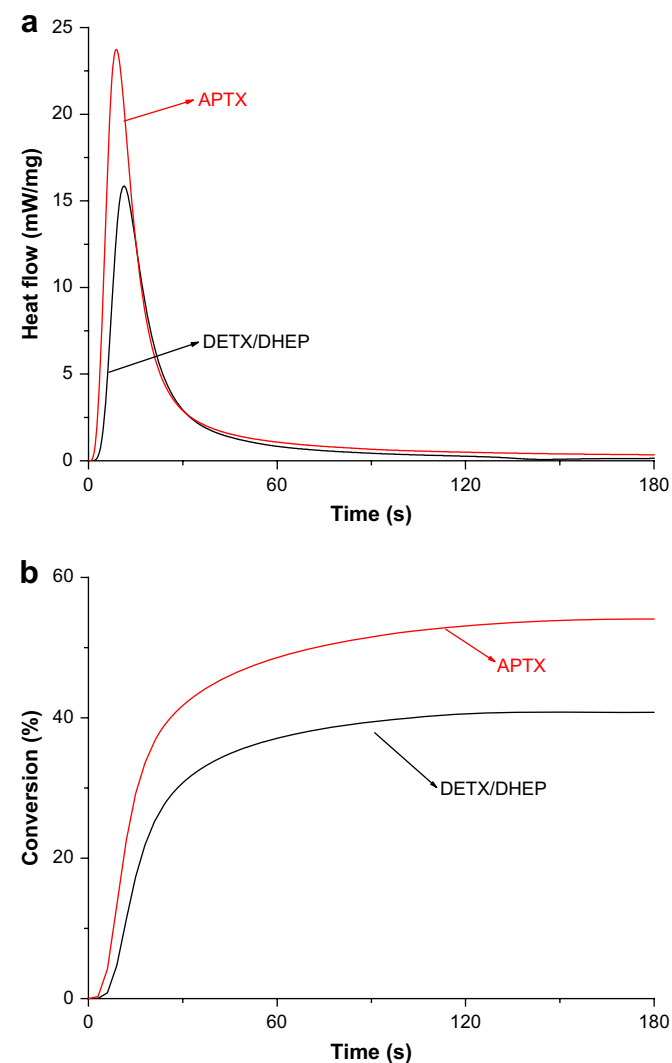 a
25
20
15
10
5
0
Heat flow (mW/mg)
APTX
DETX/DHEP
0 60 120 180
Time (s)
b
60
40
20
0
Conversion (%)
APTX
DETX/DHEP
0 60 120 180
Time (s)